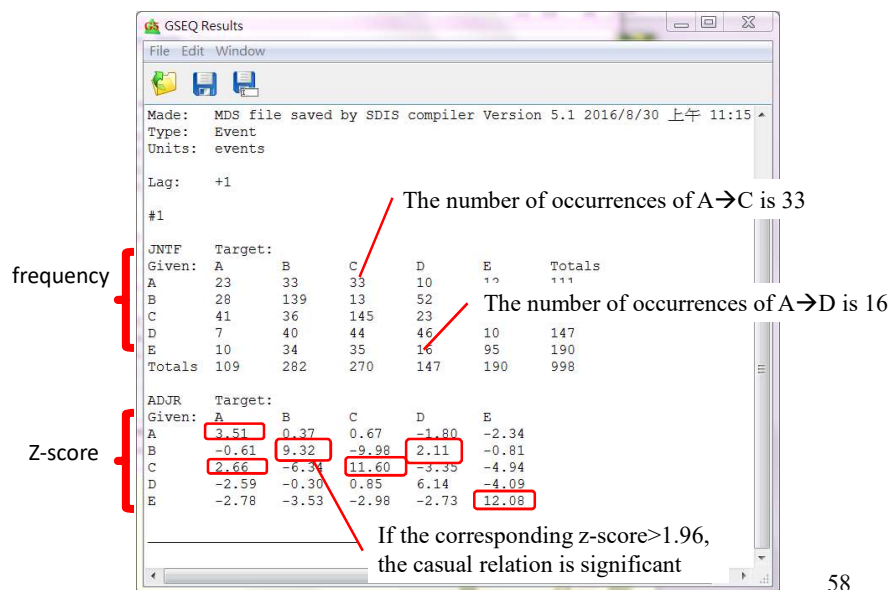 GS GSEQ Results
File Edit Window
Made: MDS file saved by SDIS compiler Version 5.1 2016/8/30 上午 11:15
Type: Event
Units: events
Lag: +1
The number of occurrences of A→C is 33
#1
JNTF Target:
Given: A B C D E Totals
frequency
A 23 33 33 10 12 111
B 28 139 13 52
The number of occurrences of A→D is 16
C 41 36 145 23
D 7 40 44 46 10 147
E 10 34 35 16 95 190
Totals 109 282 270 147 190 998
ADJR Target:
Given: A B C D E
A 3.51 0.37 0.67 -1.80 -2.34
Z-score
B -0.61 9.32 -9.98 2.11 -0.81
C 2.66 -6.34 11.60 -3.35 -4.94
D -2.59 -0.30 0.85 6.14 -4.09
E -2.78 -3.53 -2.98 -2.73 12.08
If the corresponding z-score>1.96,
the casual relation is significant
58